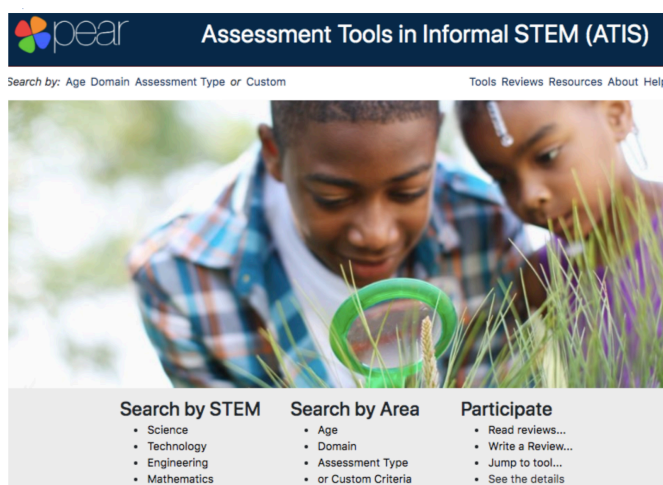 pear
Assessment Tools in Informal STEM (ATIS)
Search by: Age Domain Assessment Type or Custom
Tools Reviews Resources About Help
Search by STEM
• Science
• Technology
• Engineering
• Mathematics
Search by Area
• Age
• Domain
• Assessment Type
• or Custom Criteria
Participate
• Read reviews...
• Write a Review...
• Jump to tool...
• See the details